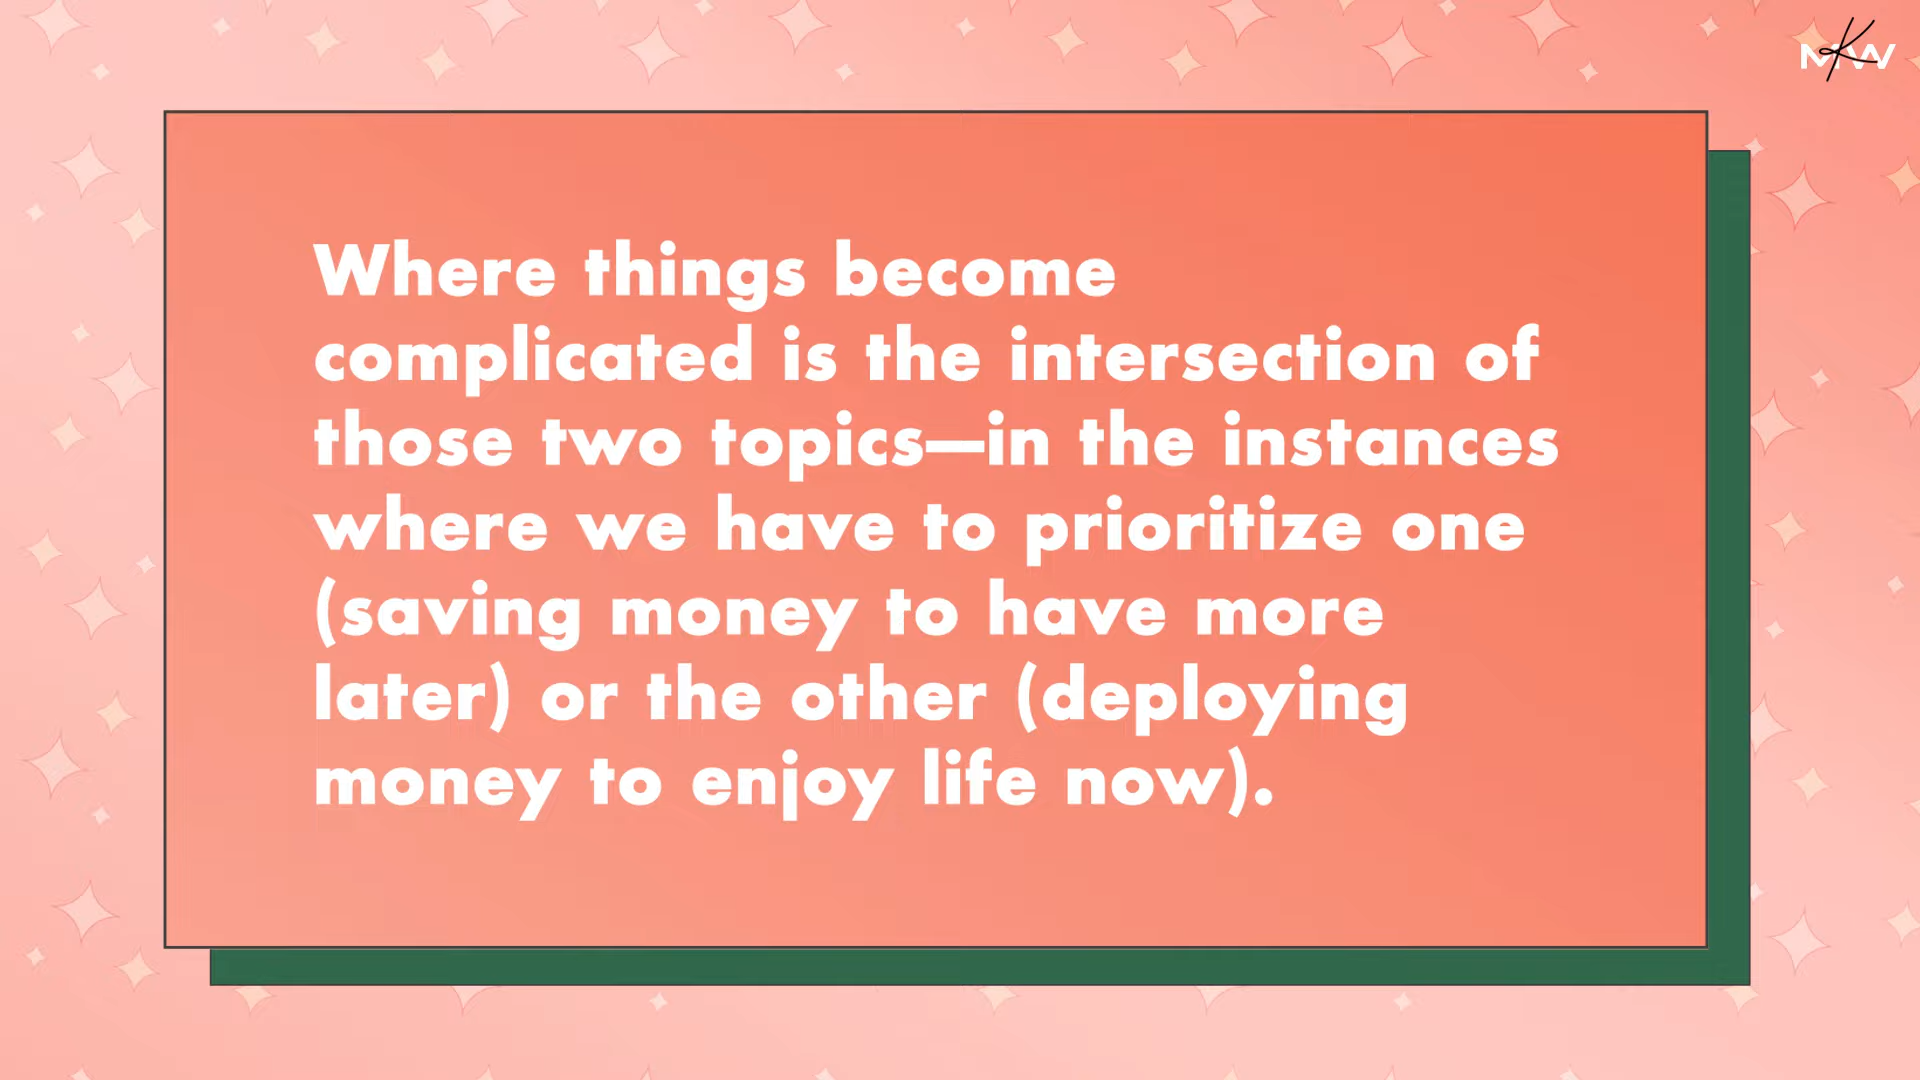 MKW
Where things become
complicated is the intersection of
those two topics—in the instances
where we have to prioritize one
(saving money to have more
later) or the other (deploying
money to enjoy life now).